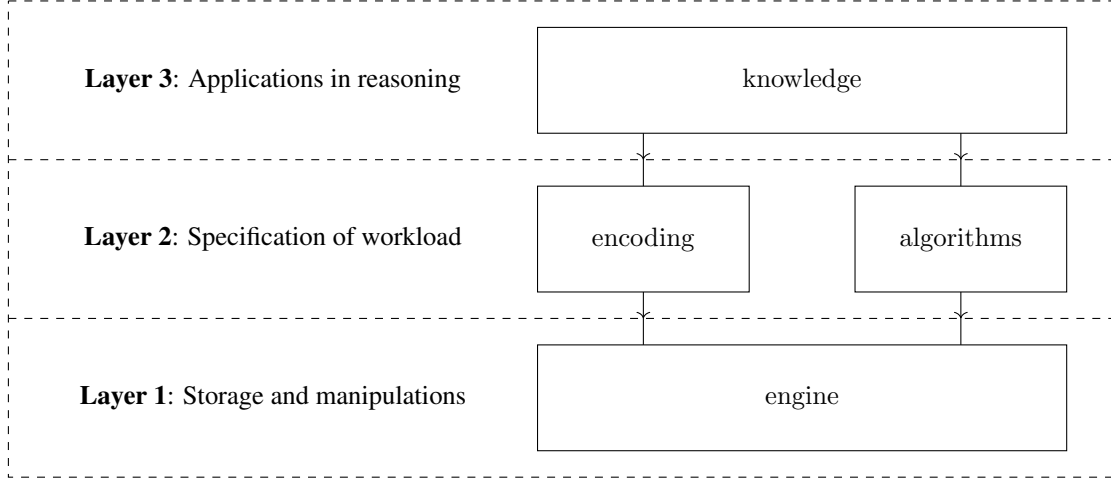 Layer 3: Applications in reasoning
knowledge
Layer 2: Specification of workload
encoding
algorithms
Layer 1: Storage and manipulations
engine